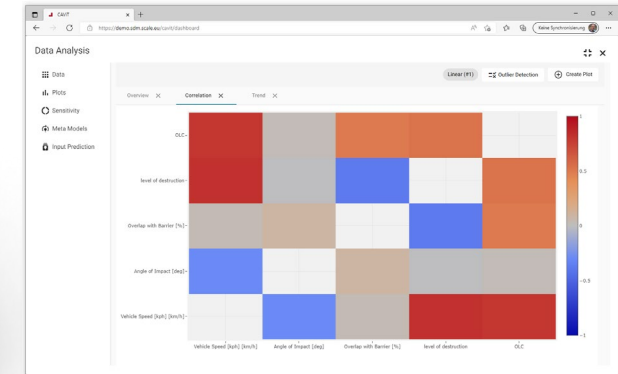 CAViT
https://demo.sdm.scale.eu/cavit/dashboard
Keine Synchronisierung
Data Analysis
Data
Plots
Sensitivity
Meta Models
Input Prediction
Linear (#1)
Outlier Detection
Create Plot
Overview
Correlation
Trend
OLC
level of destruction
Overlap with Barrier [%]
Angle of Impact [deg]
Vehicle Speed [kph] [km/h]
Vehicle Speed [kph] [km/h]
Angle of Impact [deg]
Overlap with Barrier [%]
level of destruction
OLC
1
0.5
0
−0.5
−1